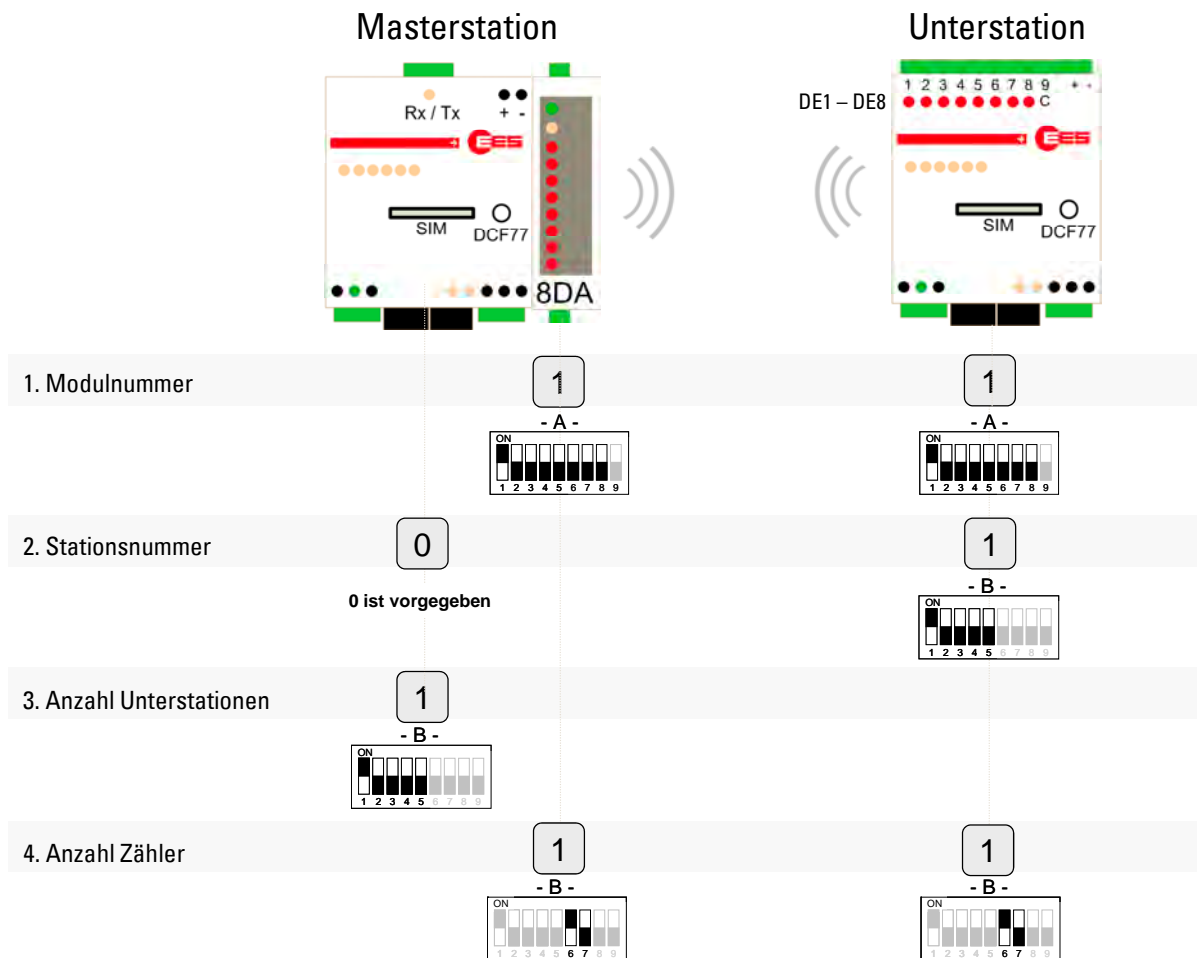 Masterstation
Unterstation
Rx / Tx
+ -
EES
SIM
DCF77
8DA
DE1 – DE8
1 2 3 4 5 6 7 8 9 + -
C
EES
SIM
DCF77
1. Modulnummer
1
1
- A -
- A -
ON
1 2 3 4 5 6 7 8 9
ON
1 2 3 4 5 6 7 8 9
2. Stationsnummer
0
1
0 ist vorgegeben
- B -
ON
1 2 3 4 5 6 7 8 9
3. Anzahl Unterstationen
1
- B -
ON
1 2 3 4 5 6 7 8 9
4. Anzahl Zähler
1
1
- B -
- B -
ON
1 2 3 4 5 6 7 8 9
ON
1 2 3 4 5 6 7 8 9